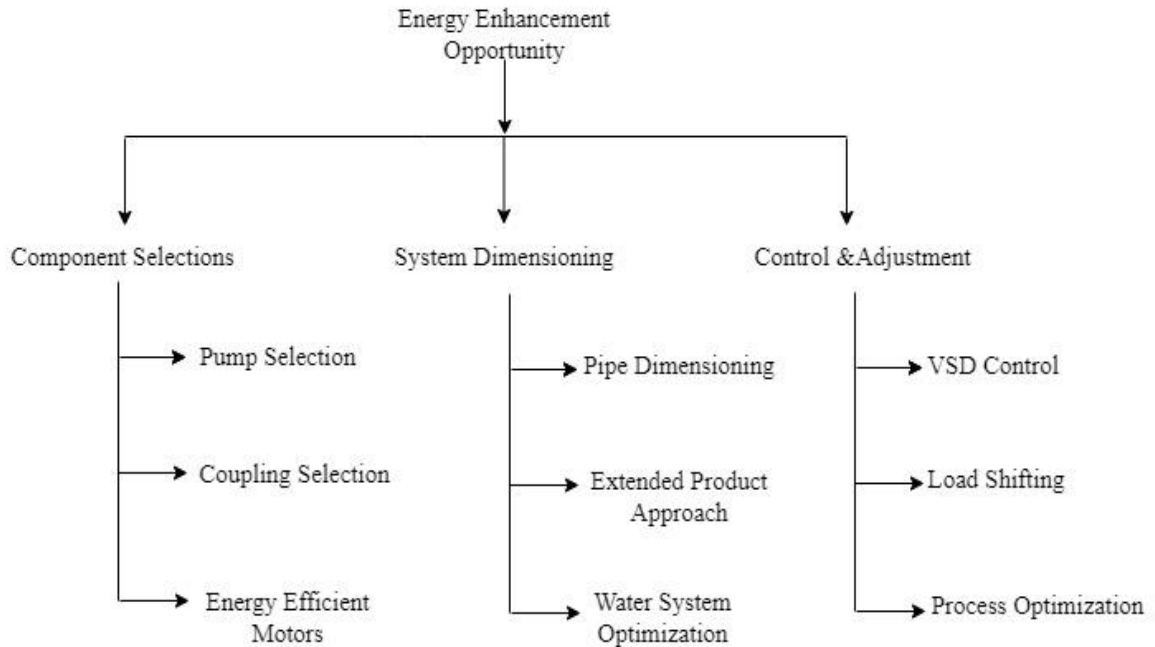 Energy Enhancement
Opportunity
Component Selections
System Dimensioning
Control &Adjustment
Pump Selection
Coupling Selection
Energy Efficient
Motors
Pipe Dimensioning
Extended Product
Approach
Water System
Optimization
VSD Control
Load Shifting
Process Optimization